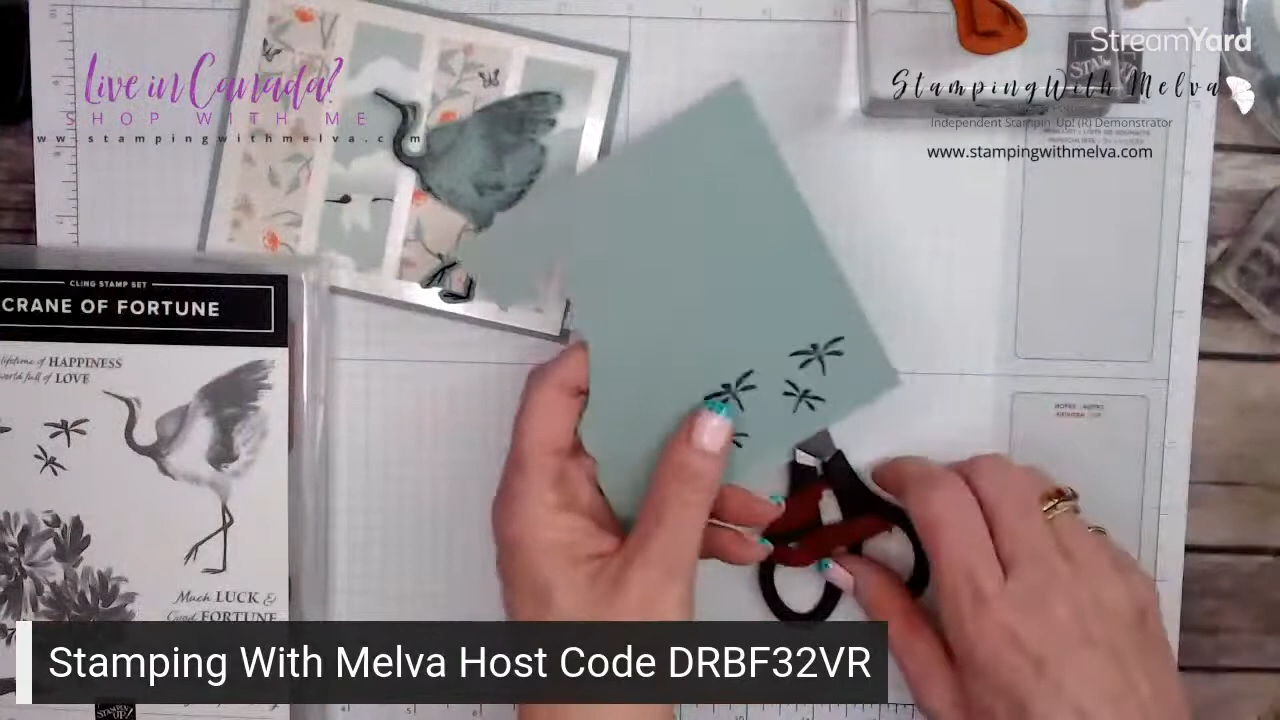 StreamYard
Live in Canada?
SHOP WITH ME
www.stampingwithmelva.com
Stamping With Melva
Independent Stampin' Up! (R) Demonstrator
www.stampingwithmelva.com
CLING STAMP SET
CRANE OF FORTUNE
lifetime of HAPPINESS
world full of LOVE
Much LUCK &
Good FORTUNE
STAMPIN' UP!
Stamping With Melva Host Code DRBF32VR